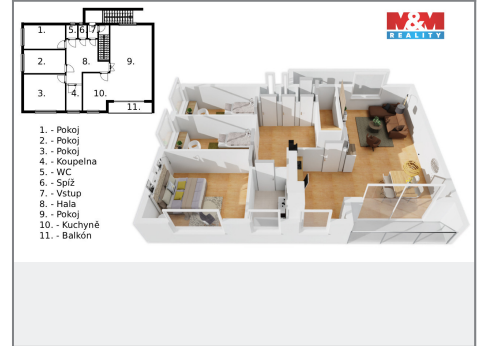 M&M
REALITY
1.
5.
6.
7.
2.
8.
9.
3.
4.
10.
11.
1. - Pokoj
2. - Pokoj
3. - Pokoj
4. - Koupelna
5. - WC
6. - Spíž
7. - Vstup
8. - Hala
9. - Pokoj
10. - Kuchyně
11. - Balkón